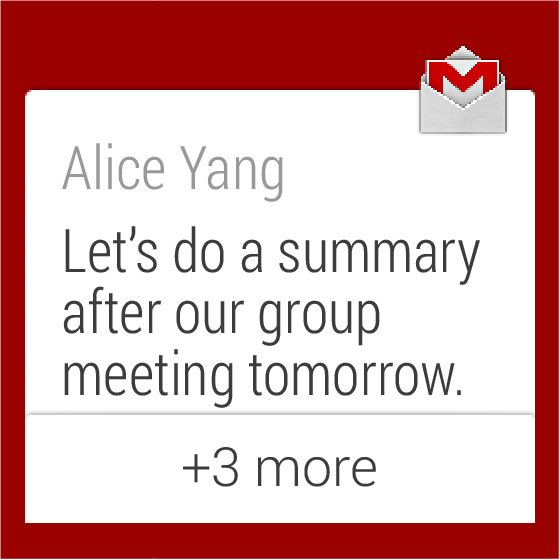 Alice Yang
Let’s do a summary
after our group
meeting tomorrow.
+3 more